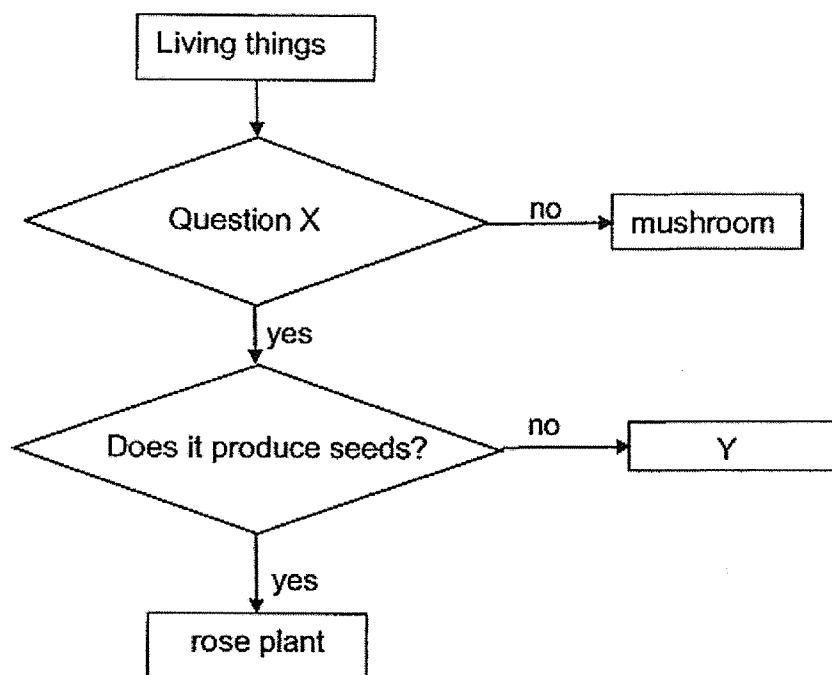 Living things
Question X
no
mushroom
yes
Does it produce seeds?
no
Y
yes
rose plant